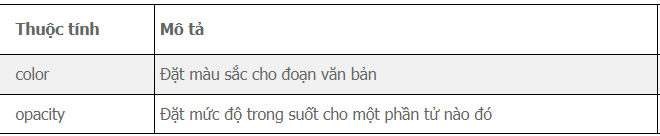 Thuộc tính Mô tả
color Đặt màu sắc cho đoạn văn bản
opacity Đặt mức độ trong suốt cho một phần tử nào đó